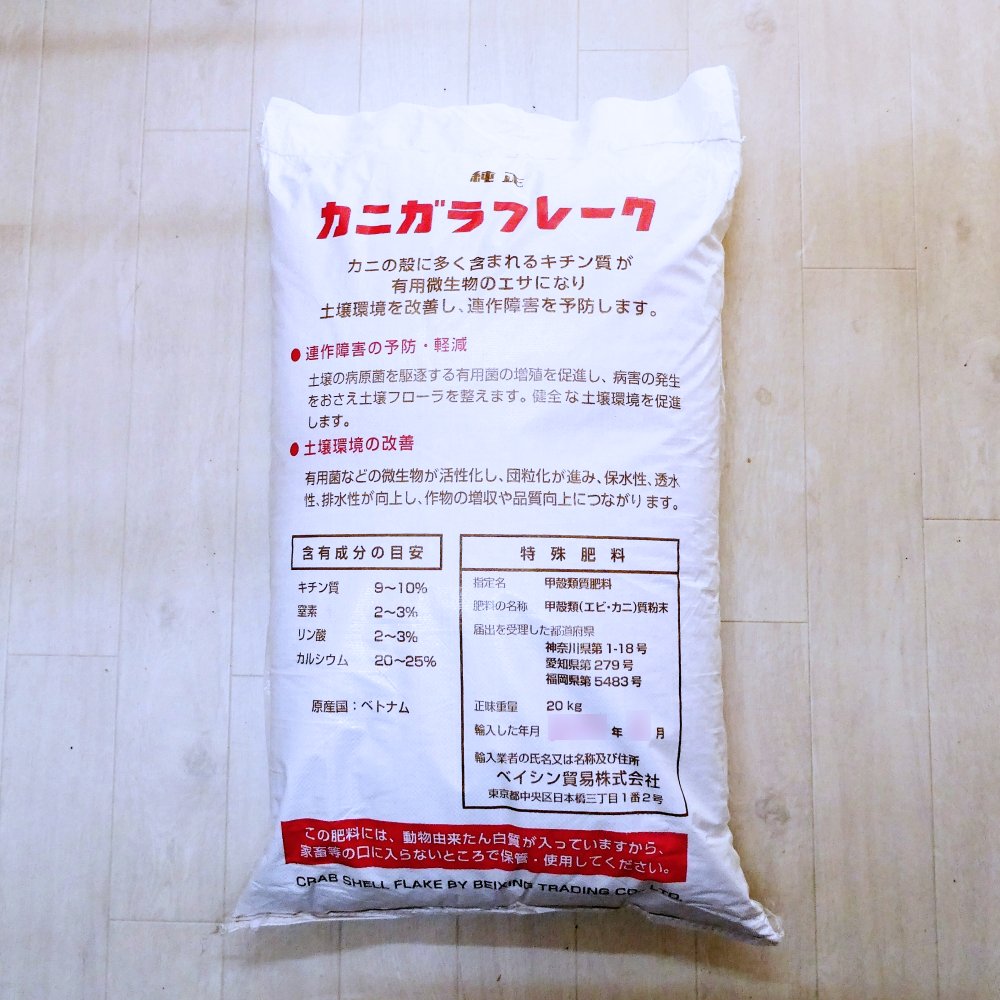 純正
カニガラフレーク
カニの殻に多く含まれるキチン質が
有用微生物のエサになり
土壌環境を改善し、連作障害を予防します。
●連作障害の予防・軽減
土壌の病原菌を駆逐する有用菌の増殖を促進し、病害の発生
をおさえ土壌フローラを整えます。健全な土壌環境を促進
します。
●土壌環境の改善
有用菌などの微生物が活性化し、団粒化が進み、保水性、透水
性、排水性が向上し、作物の増収や品質向上につながります。
含有成分の目安
キチン質 9〜10%
窒素 2〜3%
リン酸 2〜3%
カルシウム 20〜25%
原産国：ベトナム
特殊肥料
指定名 甲殻類質肥料
肥料の名称 甲殻類(エビ・カニ)質粉末
届出を受理した都道府県
神奈川県第1-18号
愛知県第279号
福岡県第5483号
正味重量 20kg
輸入した年月 年 月
輸入業者の氏名又は名称及び住所
ベイシン貿易株式会社
東京都中央区日本橋三丁目1番2号
この肥料には、動物由来たん白質が入っていますから、
家畜等の口に入らないところで保管・使用してください。
CRAB SHELL FLAKE BY BEIXING TRADING CO., LTD.